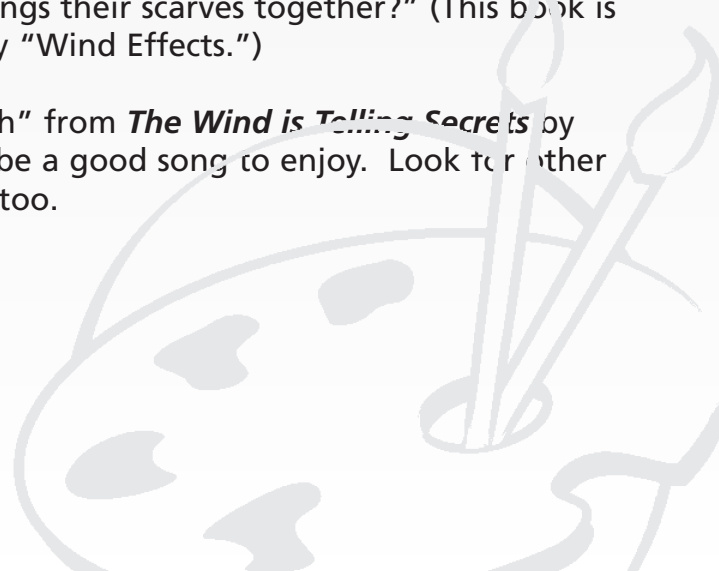 ngs their scarves together?” (This book is
y “Wind Effects.”)
h” from The Wind is Telling Secrets by
be a good song to enjoy. Look for other
too.